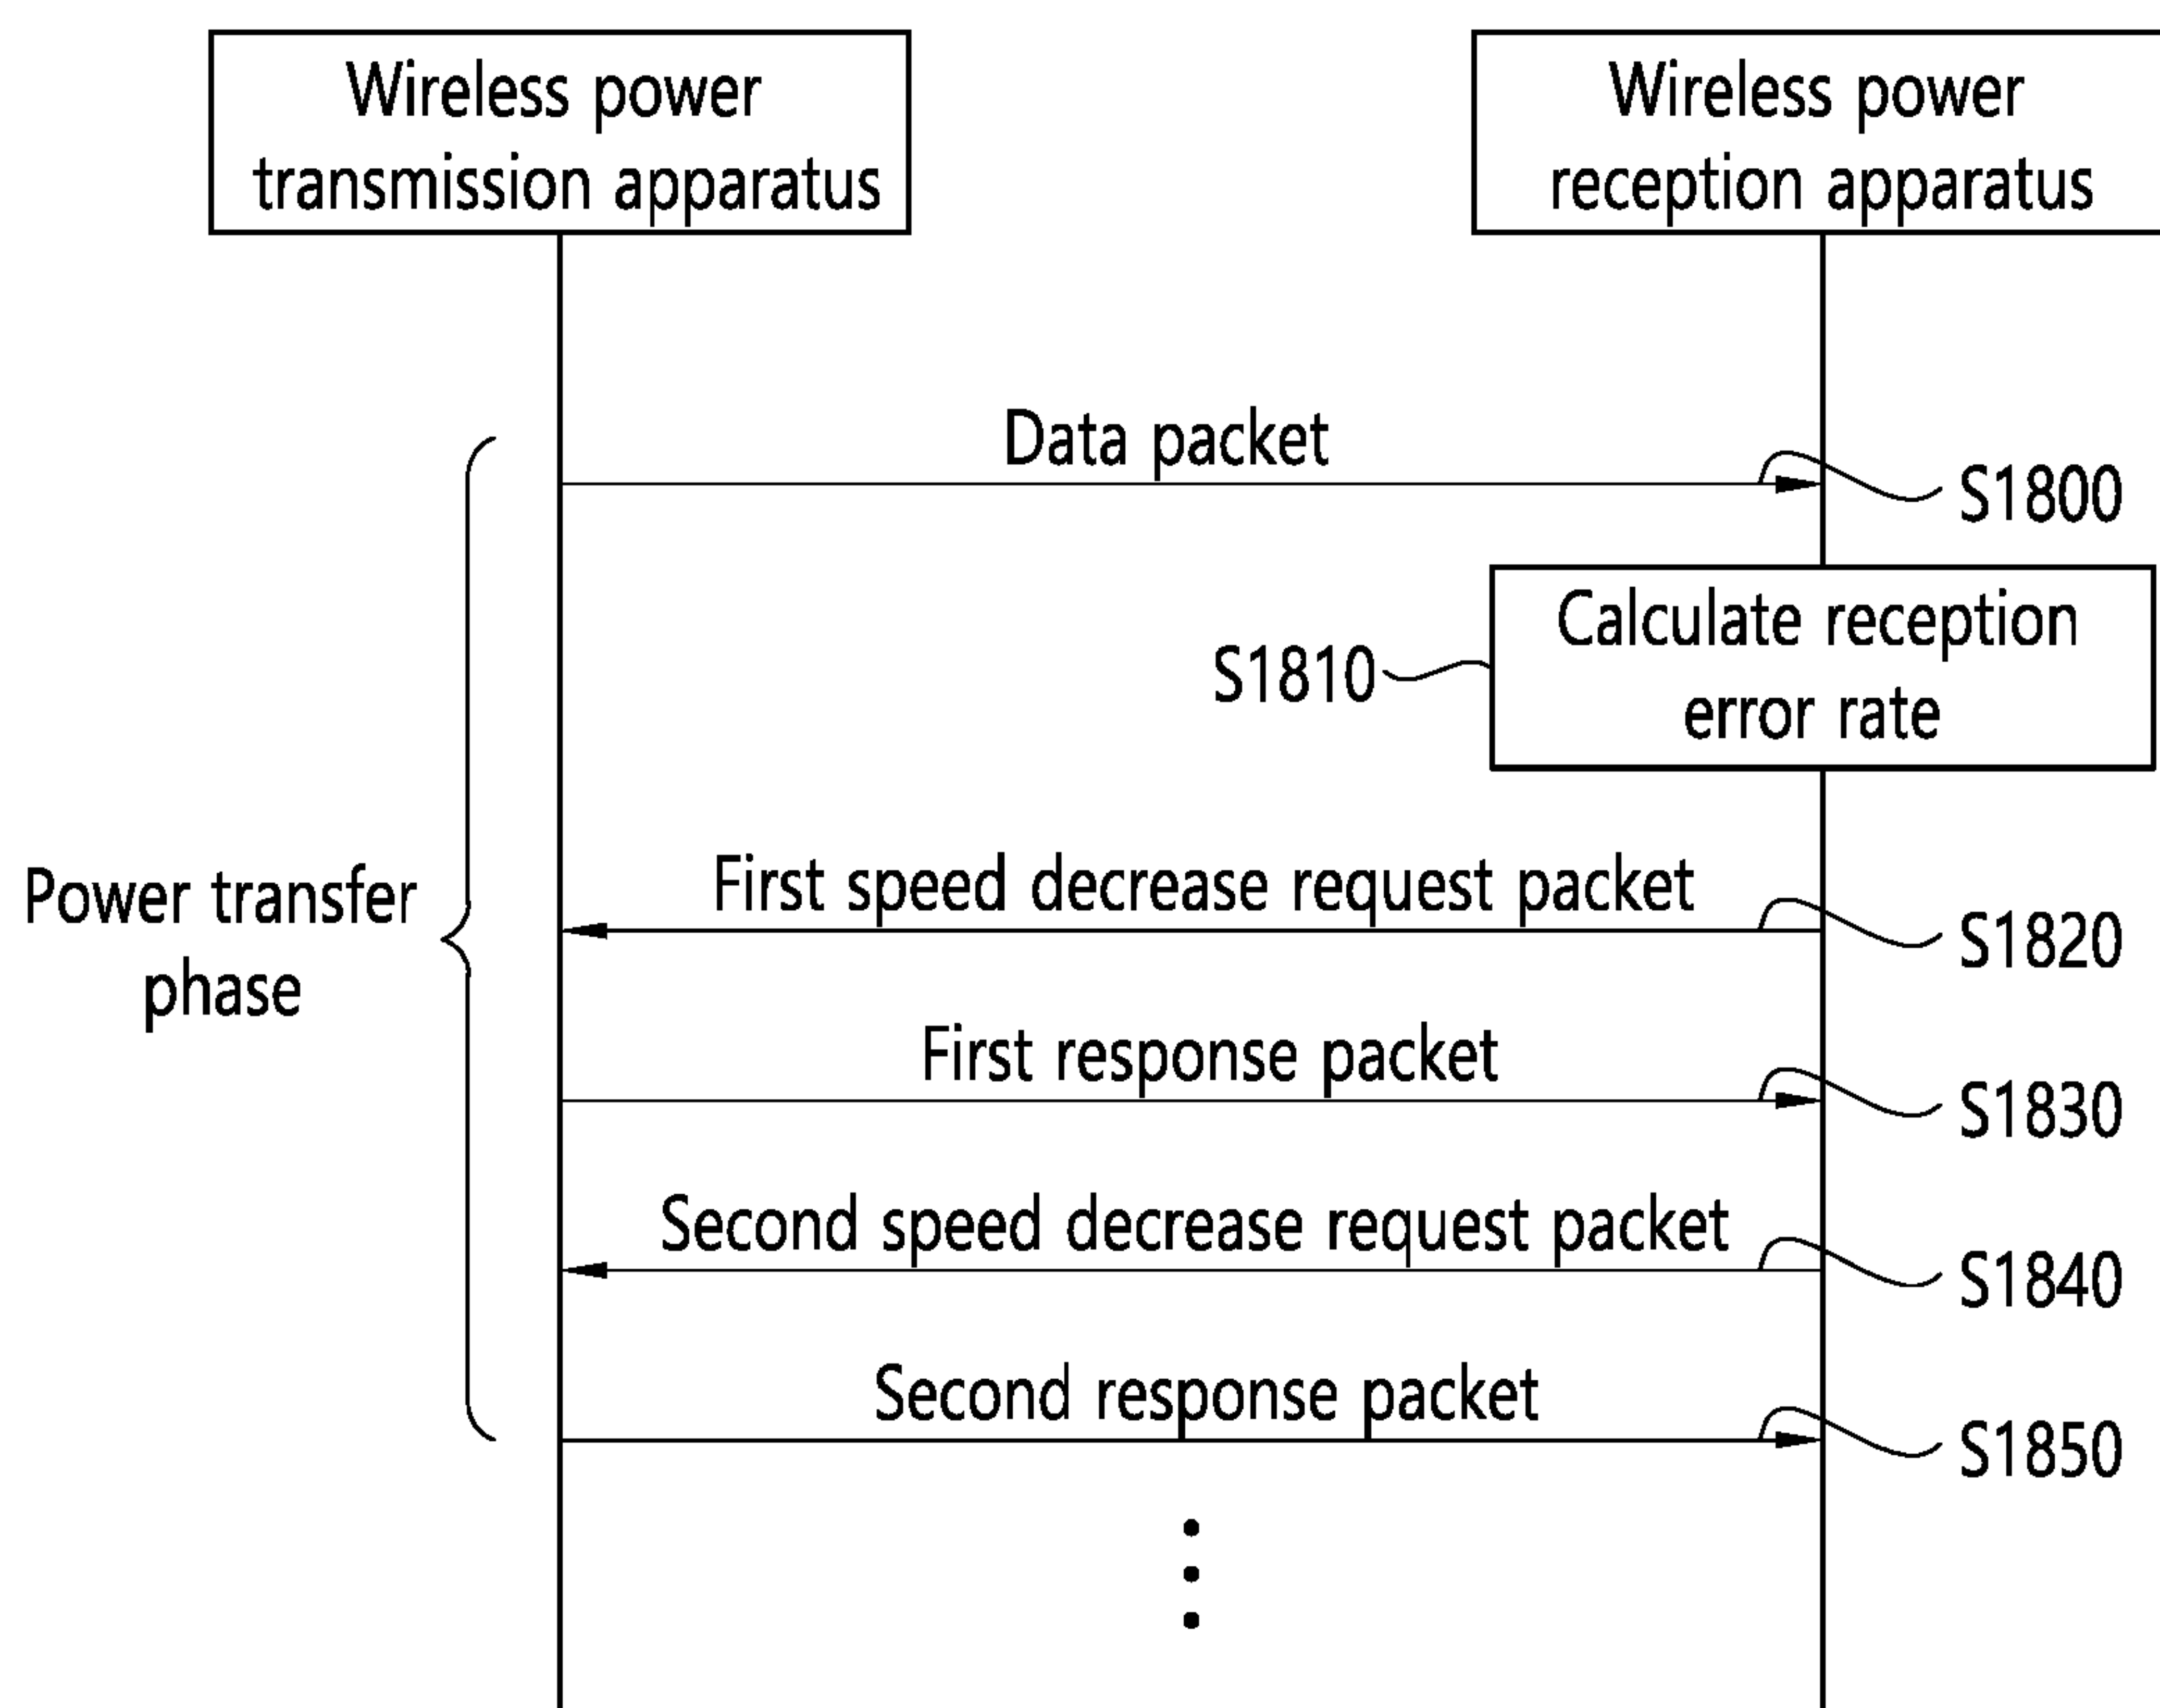 Wireless power
transmission apparatus
Wireless power
reception apparatus
Data packet
S1800
Calculate reception
error rate
S1810
Power transfer
phase
First speed decrease request packet
S1820
First response packet
S1830
Second speed decrease request packet
S1840
Second response packet
S1850